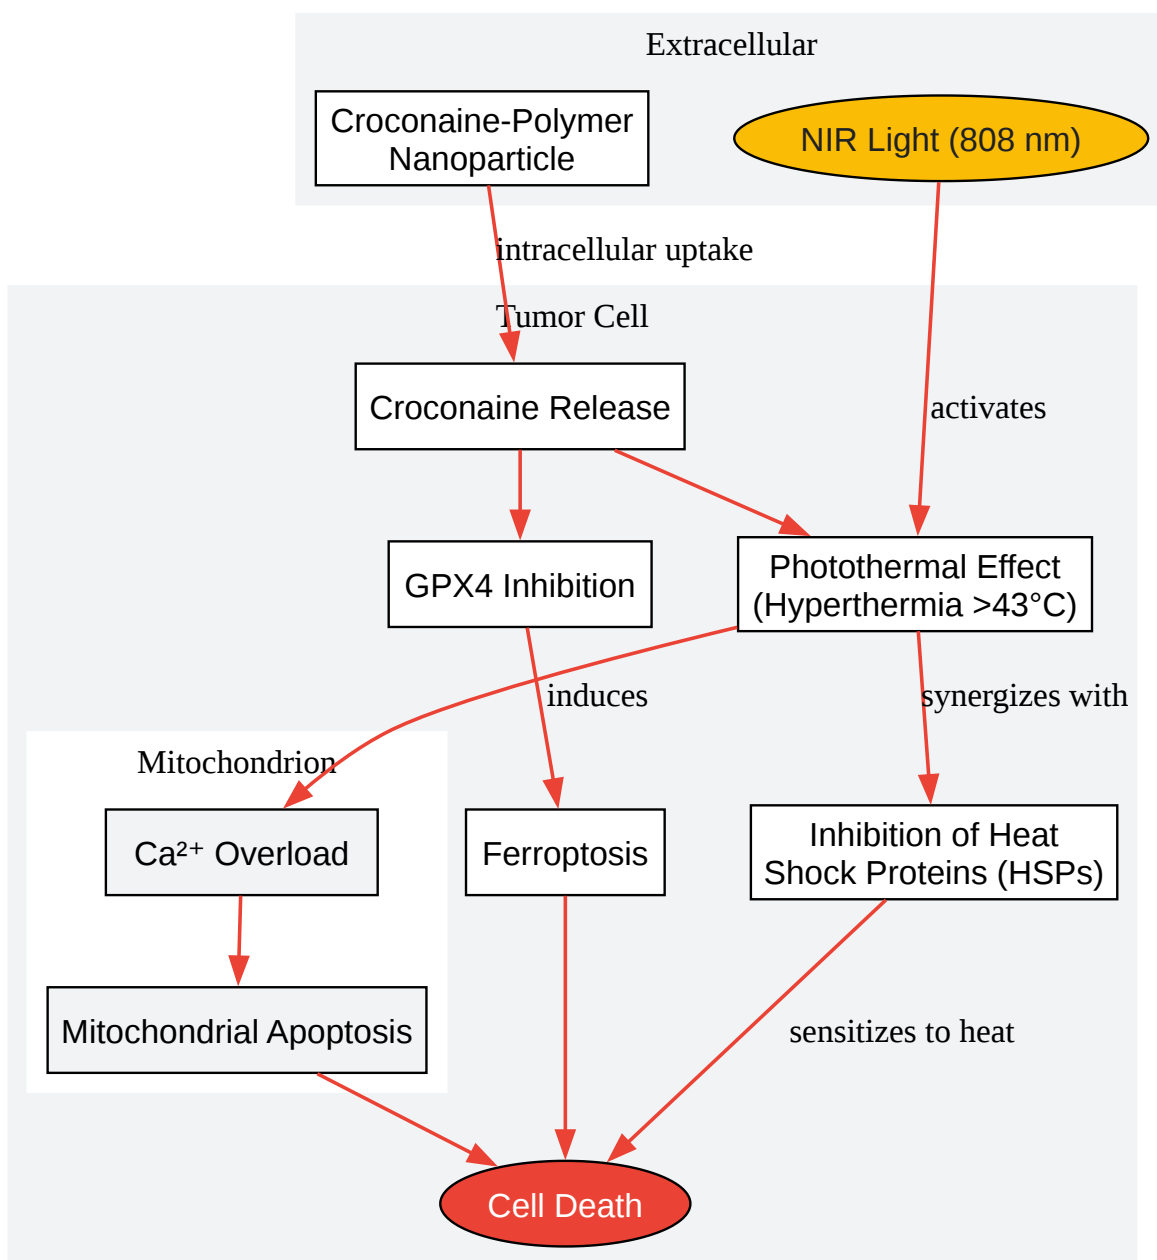 Extracellular
Croconaine-Polymer
Nanoparticle
NIR Light (808 nm)
intracellular uptake
Tumor Cell
Croconaine Release
activates
GPX4 Inhibition
Photothermal Effect
(Hyperthermia >43°C)
induces
synergizes with
Mitochondrion
Ca²⁺ Overload
Ferroptosis
Inhibition of Heat
Shock Proteins (HSPs)
Mitochondrial Apoptosis
sensitizes to heat
Cell Death